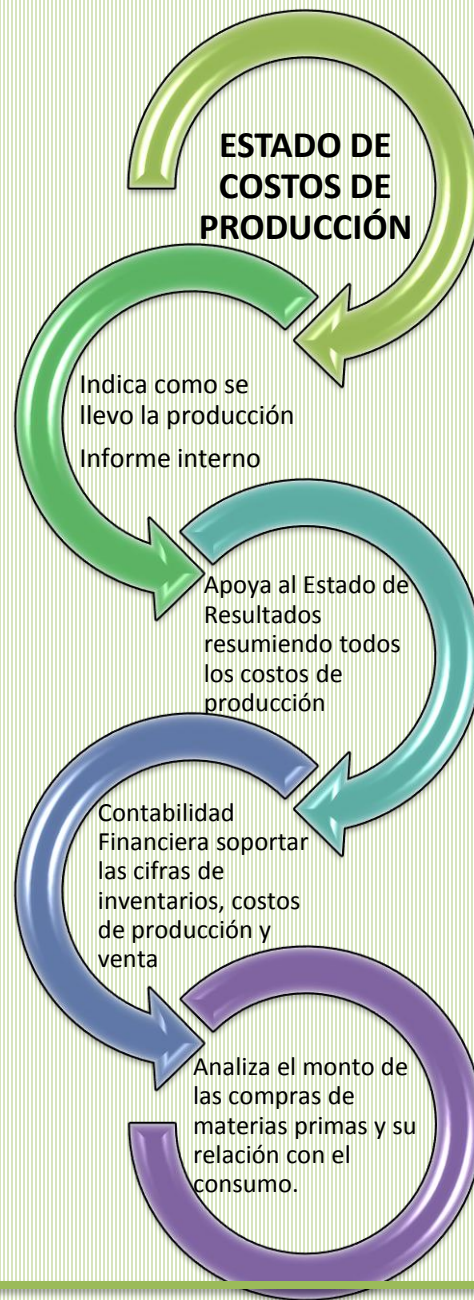 ESTADO DE
COSTOS DE
PRODUCCIÓN
Indica como se
llevo la producción
Informe interno
Apoya al Estado de
Resultados
resumiendo todos
los costos de
producción
Contabilidad
Financiera soportar
las cifras de
inventarios, costos
de producción y
venta
Analiza el monto de
las compras de
materias primas y su
relación con el
consumo.